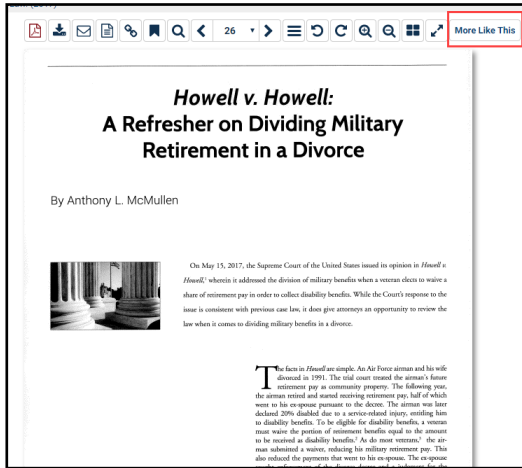 26
More Like This
Howell v. Howell:
A Refresher on Dividing Military
Retirement in a Divorce
By Anthony L. McMullen
On May 15, 2017, the Supreme Court of the United States issued its opinion in Howell v.
Howell,¹ wherein it addressed the division of military benefits when a veteran elects to waive a
share of retirement pay in order to collect disability benefits. While the Court's response to the
issue is consistent with previous case law, it does give attorneys an opportunity to review the
law when it comes to dividing military benefits in a divorce.
The facts in Howell are simple. An Air Force airman and his wife
divorced in 1991. The trial court treated the airman's future
retirement pay as community property. The following year,
the airman retired and started receiving retirement pay, half of which
went to his ex-spouse pursuant to the decree. The airman was later
declared 20% disabled due to a service-related injury, entitling him
to disability benefits. To be eligible for disability benefits, a veteran
must waive the portion of retirement benefits equal to the amount
to be received as disability benefits.² As do most veterans,³ the air-
man submitted a waiver, reducing his military retirement pay. This
also reduced the payments that went to his ex-spouse. The ex-spouse